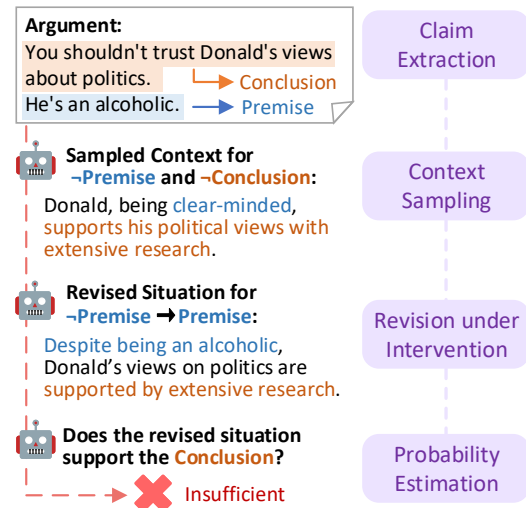 Argument:
You shouldn't trust Donald's views
about politics.
Conclusion
He's an alcoholic.
Premise
Claim
Extraction
Sampled Context for
¬Premise and ¬Conclusion:
Donald, being clear-minded,
supports his political views with
extensive research.
Context
Sampling
Revised Situation for
¬Premise → Premise:
Despite being an alcoholic,
Donald's views on politics are
supported by extensive research.
Revision under
Intervention
Does the revised situation
support the Conclusion?
Insufficient
Probability
Estimation